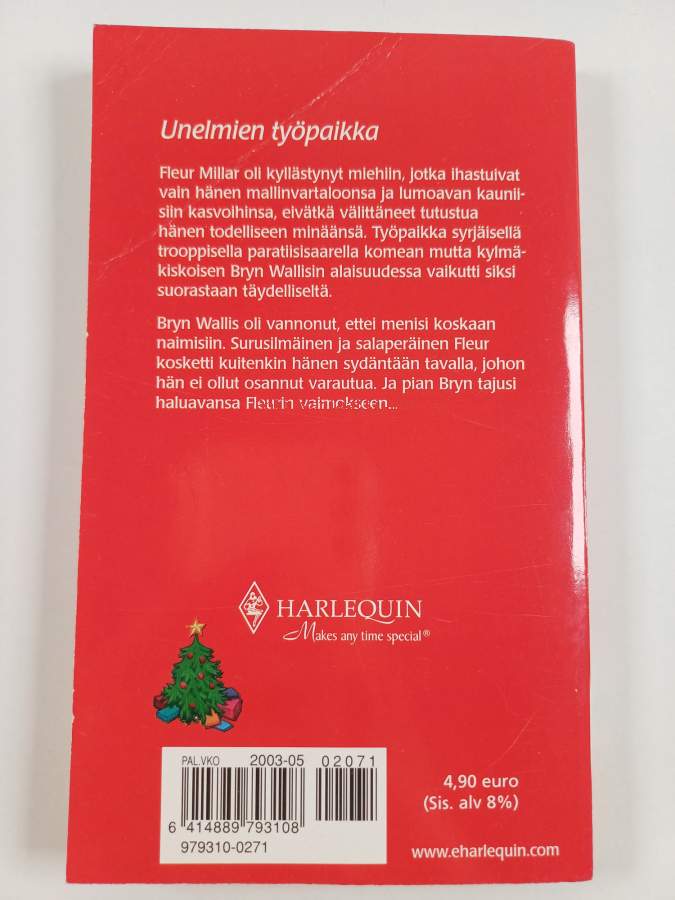 Unelmien työpaikka
Fleur Millar oli kyllästynyt miehiin, jotka ihastuivat
vain hänen mallinvartaloonsa ja lumoavan kaunii-
siin kasvoihinsa, eivätkä välittäneet tutustua
hänen todelliseen minäänsä. Työpaikka syrjäisellä
trooppisella paratiisisaarella komean mutta kylmä-
kiskoisen Bryn Wallisin alaisuudessa vaikutti siksi
suorastaan täydelliseltä.
Bryn Wallis oli vannonut, ettei menisi koskaan
naimisiin. Surusilmäinen ja salaperäinen Fleur
kosketti kuitenkin hänen sydäntään tavalla, johon
hän ei ollut osannut varautua. Ja pian Bryn tajusi
haluavansa Fleurin vaimokseen...
HARLEQUIN
Makes any time special®
PAL.VKO 2003-05 02071
6 414889 793108
979310-0271
4,90 euro
(Sis. alv 8%)
www.eharlequin.com